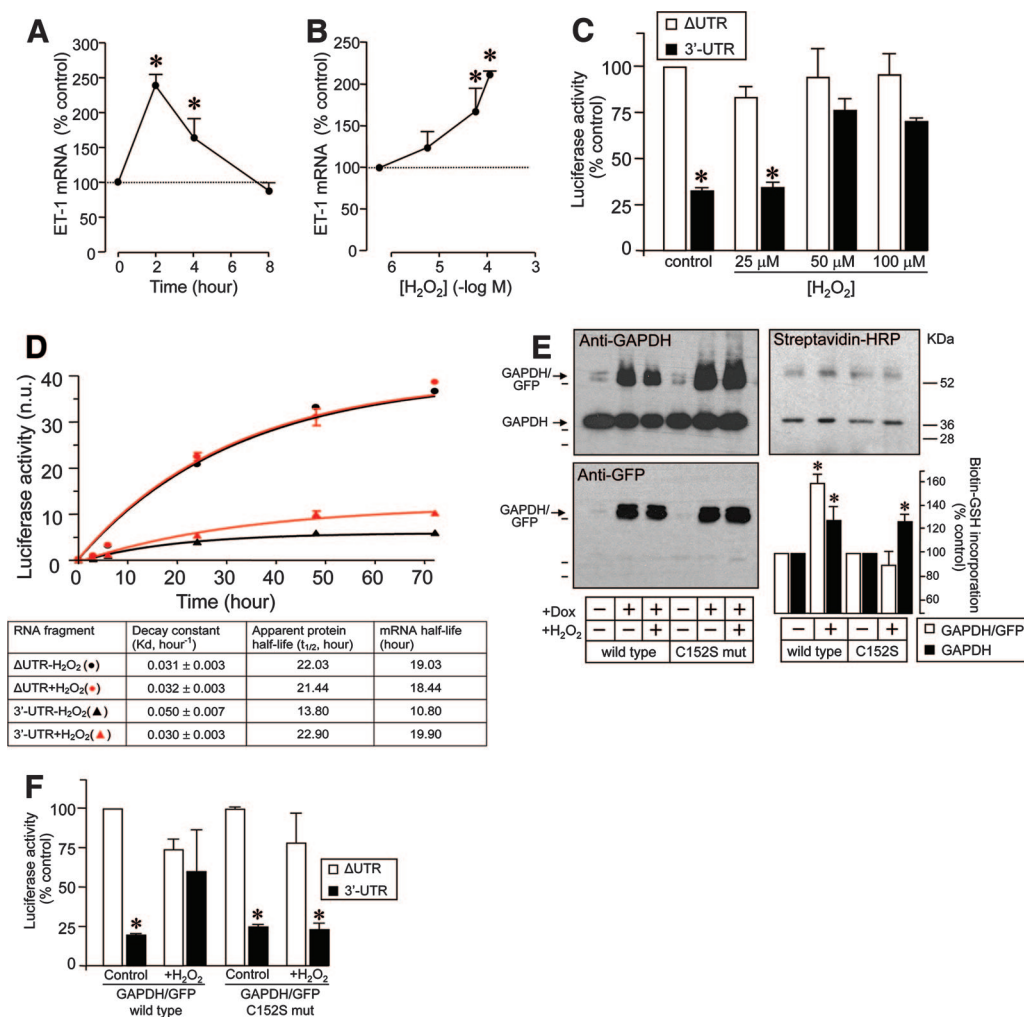 A
ET-1 mRNA (% control)
300
250
200
150
100
50
0
*
*
0 2 4 6 8
Time (hour)
B
ET-1 mRNA (% control)
250
200
150
100
50
0
*
*
6 5 4 3
[H₂O₂] (-log M)
C
ΔUTR
3'-UTR
Luciferase activity
(% control)
100
75
50
25
0
*
*
control 25 μM 50 μM 100 μM
[H₂O₂]
D
Luciferase activity (n.u.)
40
30
20
10
0
0 10 20 30 40 50 60 70
Time (hour)
RNA fragment Decay constant (Kd, hour⁻¹) Apparent protein half-life (t1/2, hour) mRNA half-life (hour)
ΔUTR-H₂O₂(●) 0.031 ± 0.003 22.03 19.03
ΔUTR+H₂O₂(●) 0.032 ± 0.003 21.44 18.44
3'-UTR-H₂O₂(▲) 0.050 ± 0.007 13.80 10.80
3'-UTR+H₂O₂(▲) 0.030 ± 0.003 22.90 19.90
E
Anti-GAPDH
GAPDH/
GFP
GAPDH
Streptavidin-HRP
KDa
52
36
28
Anti-GFP
GAPDH/
GFP
+Dox − + + − + +
+H₂O₂ − − + − − +
wild type C152S mut
* * *
160
140
120
100
80
60
Biotin-GSH incorporation
(% control)
− + − +
wild type C152S
GAPDH/GFP
GAPDH
F
Luciferase activity
(% control)
100
75
50
25
0
*
*
*
ΔUTR
3'-UTR
Control +H₂O₂ Control +H₂O₂
GAPDH/GFP
wild type
GAPDH/GFP
C152S mut